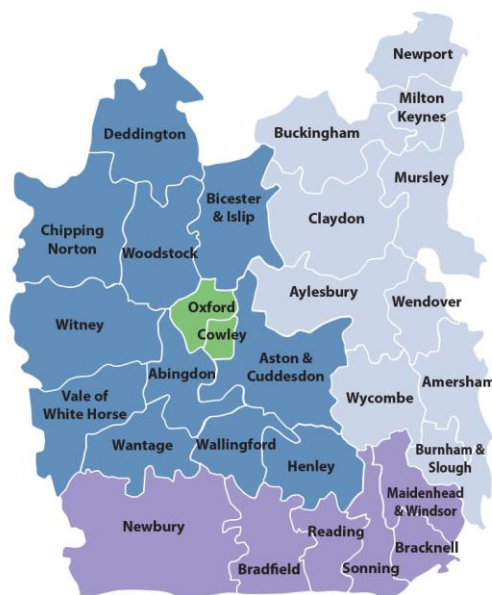 Newport
Milton
Keynes
Deddington
Buckingham
Mursley
Bicester
& Islip
Claydon
Chipping
Norton
Woodstock
Aylesbury
Wendover
Oxford
Witney
Cowley
Aston &
Cuddesdon
Abingdon
Amersham
Wycombe
Vale of
White Horse
Wantage
Wallingford
Burnham &
Slough
Henley
Maidenhead
& Windsor
Newbury
Reading
Bracknell
Bradfield
Sonning